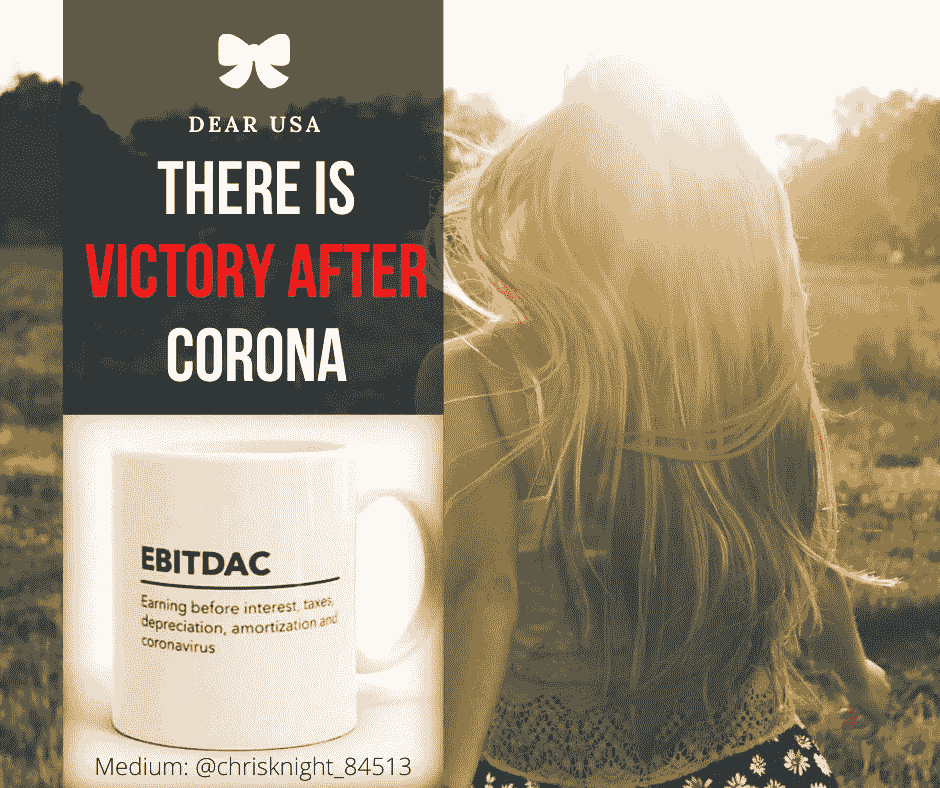 DEAR USA
THERE IS
VICTORY AFTER
CORONA
EBITDAC
Earning before interest, taxes,
depreciation, amortization and
coronavirus
Medium: @chrisknight_84513